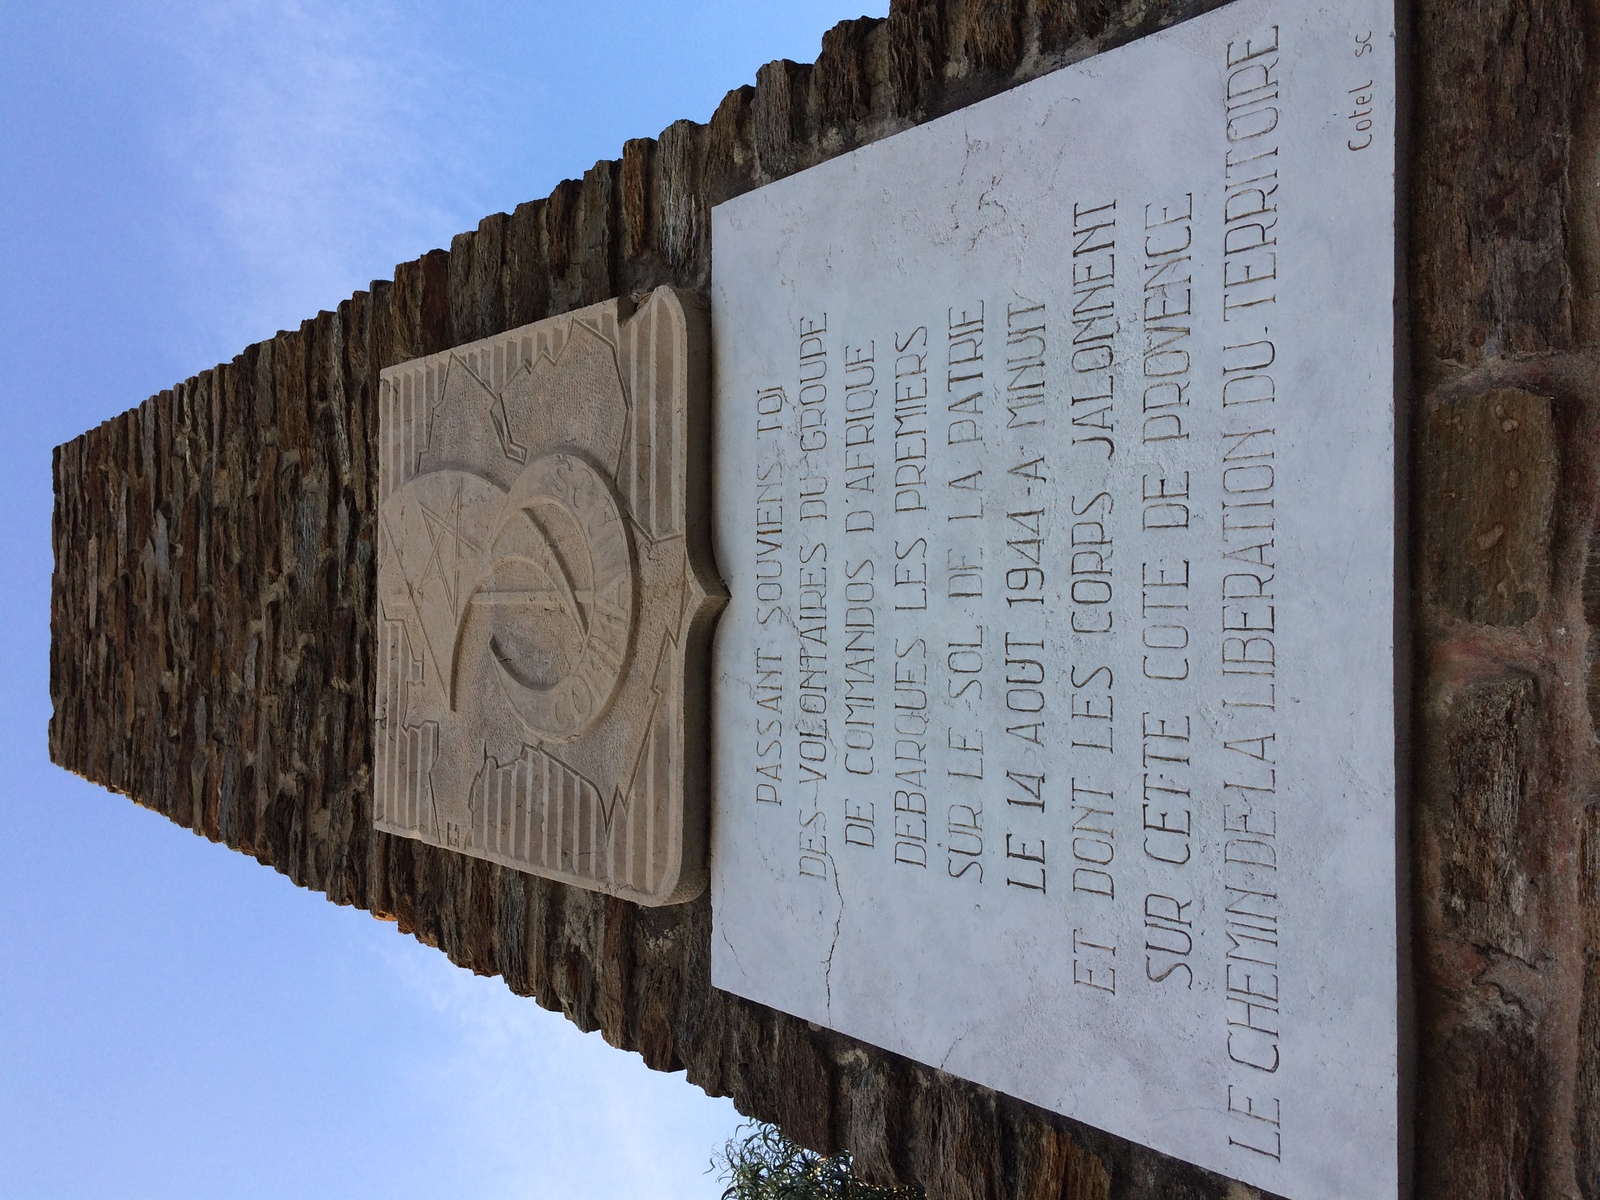 PASSANT SOUVIENS TOI
DES VOLONTAIRES DU GROUPE
DE COMMANDOS D'AFRIQUE
DEBARQUES LES PREMIERS
SUR LE SOL DE LA PATRIE
LE 14 AOUT 1944 A MINUIT
ET DONT LES CORPS JALONNENT
SUR CETTE COTE DE PROVENCE
LE CHEMIN DE LA LIBERATION DU TERRITOIRE
Cotel sc